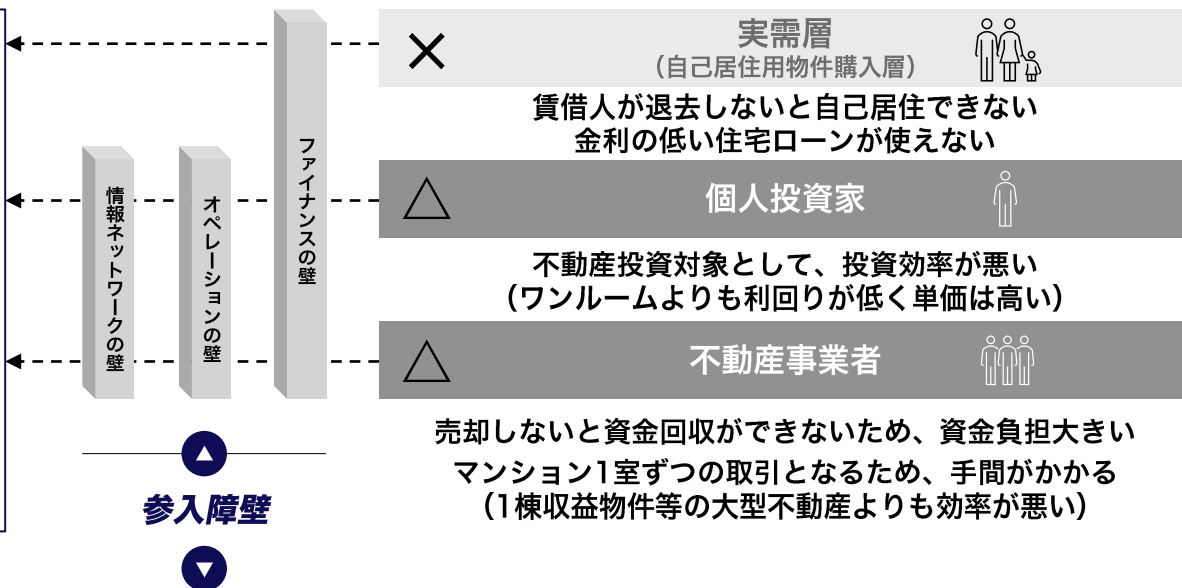 実需層
（自己居住用物件購入層）
賃借人が退去しないと自己居住できない
金利の低い住宅ローンが使えない
個人投資家
不動産投資対象として、投資効率が悪い
（ワンルームよりも利回りが低く単価は高い）
不動産事業者
売却しないと資金回収ができないため、資金負担大きい
マンション1室ずつの取引となるため、手間がかかる
（1棟収益物件等の大型不動産よりも効率が悪い）
ファイナンスの壁
オペレーションの壁
情報ネットワークの壁
参入障壁